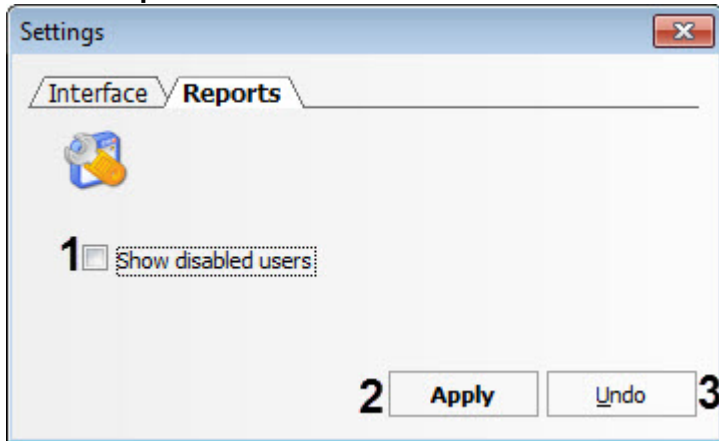 Settings
Interface Reports
1 Show disabled users
2 Apply Undo 3